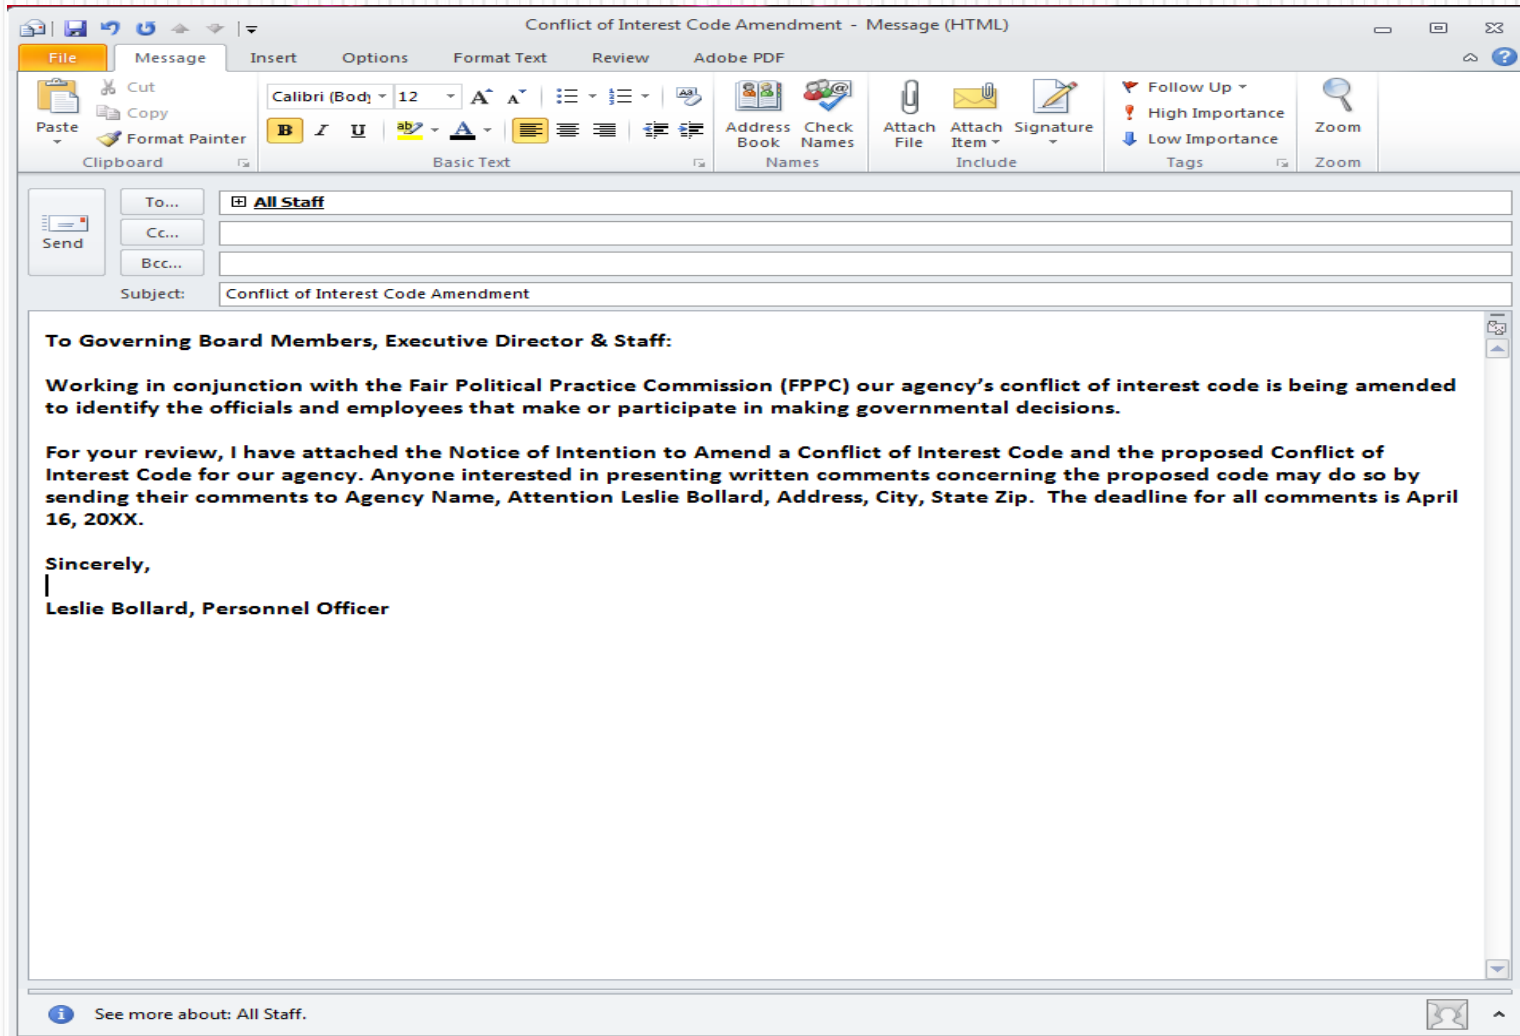 Conflict of Interest Code Amendment - Message (HTML)
File Message Insert Options Format Text Review Adobe PDF
Paste
Cut
Copy
Format Painter
Clipboard
Calibri (Body 12
B I U
Basic Text
Address Book
Check Names
Names
Attach File
Attach Item
Signature
Include
Follow Up
High Importance
Low Importance
Tags
Zoom
Zoom
Send
To... All Staff
Cc...
Bcc...
Subject: Conflict of Interest Code Amendment
To Governing Board Members, Executive Director & Staff:
Working in conjunction with the Fair Political Practice Commission (FPPC) our agency’s conflict of interest code is being amended
to identify the officials and employees that make or participate in making governmental decisions.
For your review, I have attached the Notice of Intention to Amend a Conflict of Interest Code and the proposed Conflict of
Interest Code for our agency. Anyone interested in presenting written comments concerning the proposed code may do so by
sending their comments to Agency Name, Attention Leslie Bollard, Address, City, State Zip.  The deadline for all comments is April
16, 20XX.
Sincerely,
Leslie Bollard, Personnel Officer
See more about: All Staff.